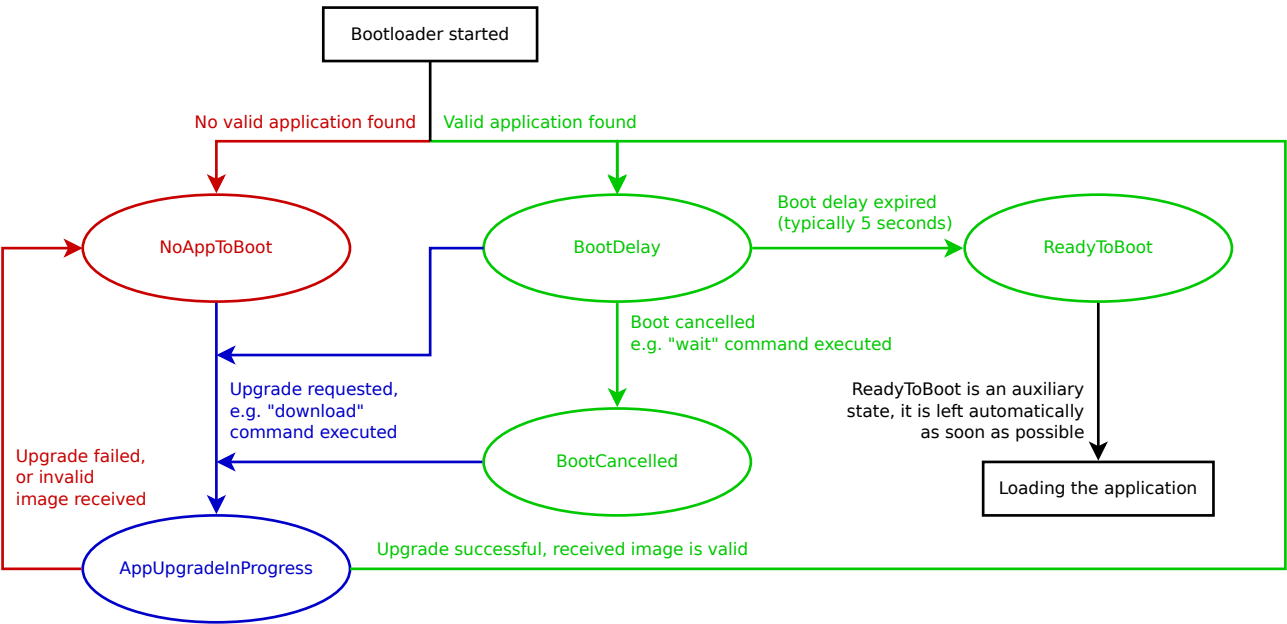 Bootloader started
No valid application found
Valid application found
Boot delay expired
(typically 5 seconds)
NoAppToBoot
BootDelay
ReadyToBoot
Boot cancelled
e.g. "wait" command executed
Upgrade requested,
e.g. "download"
command executed
ReadyToBoot is an auxiliary
state, it is left automatically
as soon as possible
Upgrade failed,
or invalid
image received
BootCancelled
Loading the application
Upgrade successful, received image is valid
AppUpgradeInProgress